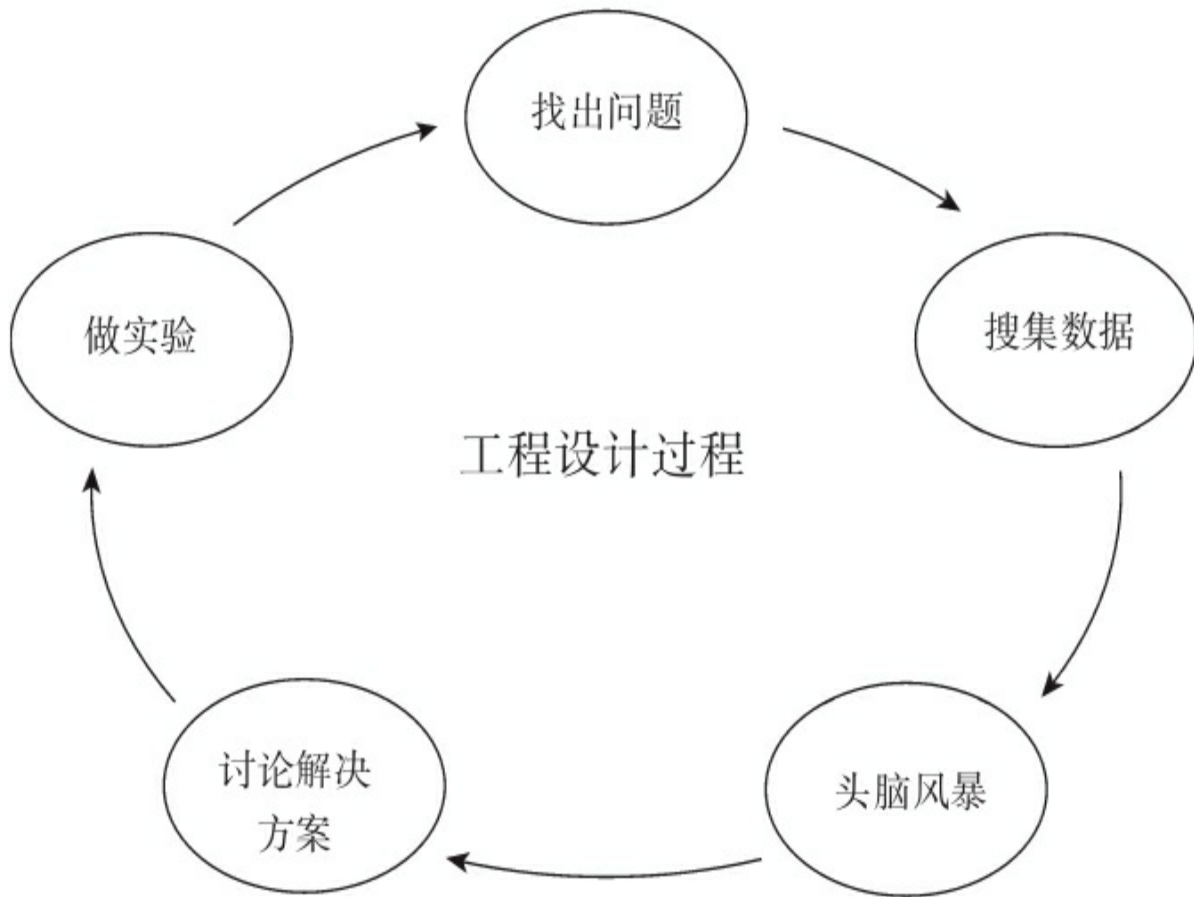 找出问题
搜集数据
头脑风暴
讨论解决
方案
做实验
工程设计过程